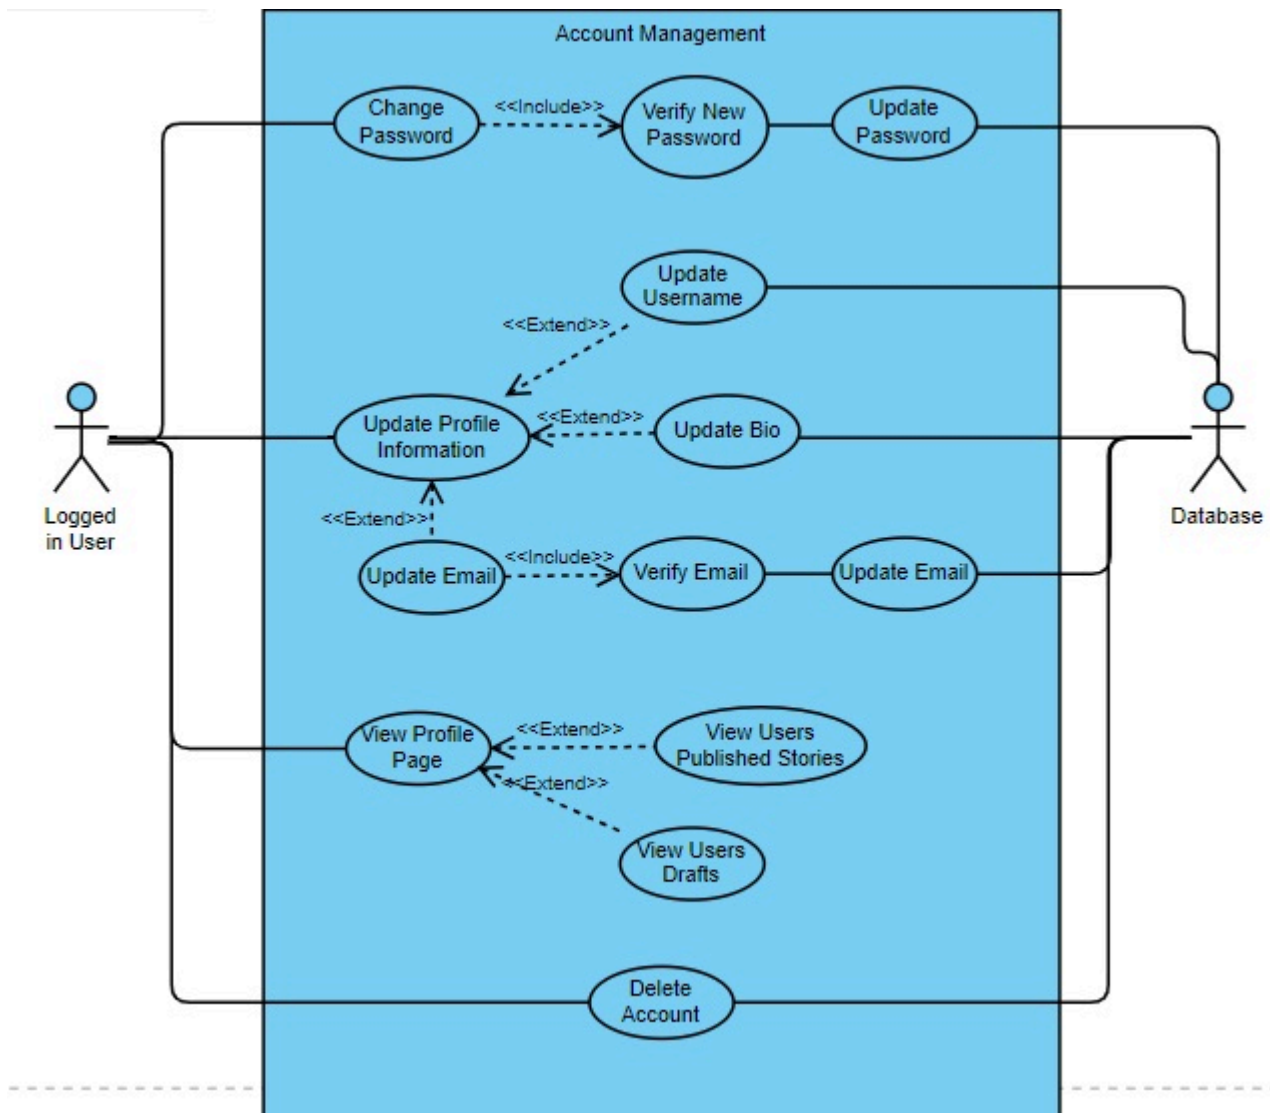 Account Management
Change
Password
<<Include>>
Verify New
Password
Update
Password
Update
Username
<<Extend>>
Update Profile
Information
<<Extend>>
Update Bio
Logged
in User
Database
<<Extend>>
Update Email
<<Include>>
Verify Email
Update Email
View Profile
Page
<<Extend>>
View Users
Published Stories
<<Extend>>
View Users
Drafts
Delete
Account